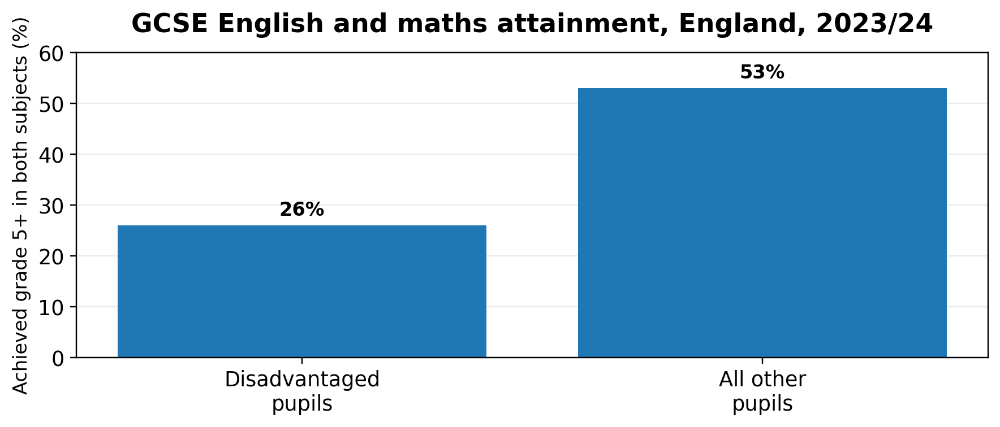 GCSE English and maths attainment, England, 2023/24
Achieved grade 5+ in both subjects (%)
60
50
40
30
20
10
0
26%
53%
Disadvantaged
pupils
All other
pupils